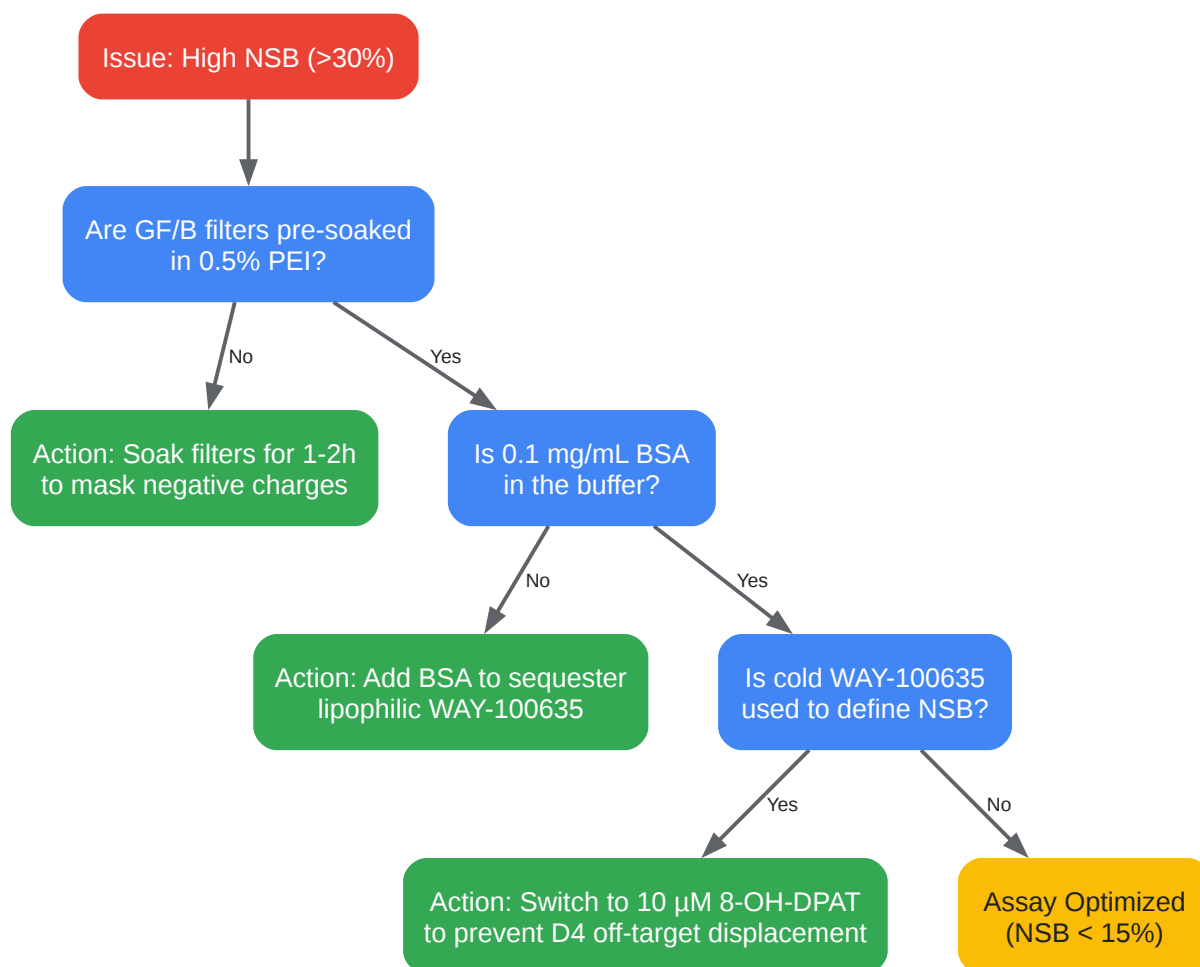 Issue: High NSB (>30%)
Are GF/B filters pre-soaked
in 0.5% PEI?
No
Yes
Action: Soak filters for 1-2h
to mask negative charges
Is 0.1 mg/mL BSA
in the buffer?
No
Yes
Action: Add BSA to sequester
lipophilic WAY-100635
Is cold WAY-100635
used to define NSB?
Yes
No
Action: Switch to 10 µM 8-OH-DPAT
to prevent D4 off-target displacement
Assay Optimized
(NSB < 15%)